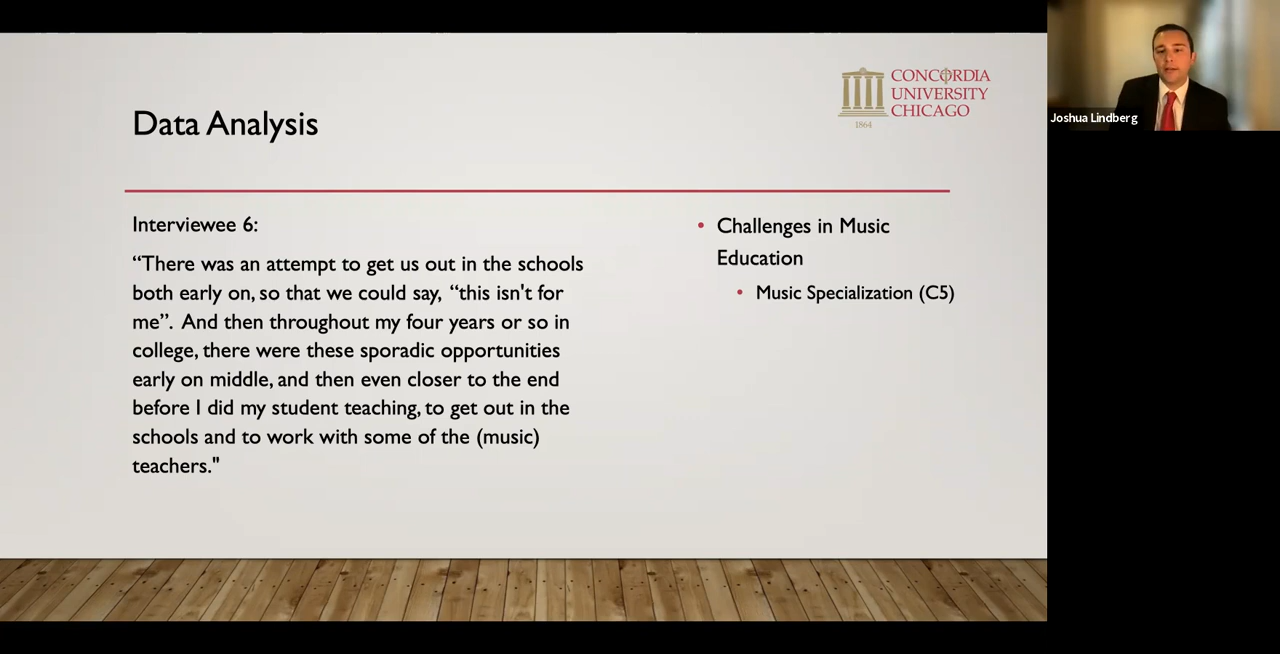 CONCORDIA
UNIVERSITY
CHICAGO
1864
Data Analysis
Interviewee 6:
“There was an attempt to get us out in the schools
both early on, so that we could say, “this isn't for
me”. And then throughout my four years or so in
college, there were these sporadic opportunities
early on middle, and then even closer to the end
before I did my student teaching, to get out in the
schools and to work with some of the (music)
teachers."
• Challenges in Music
Education
• Music Specialization (C5)
Joshua Lindberg